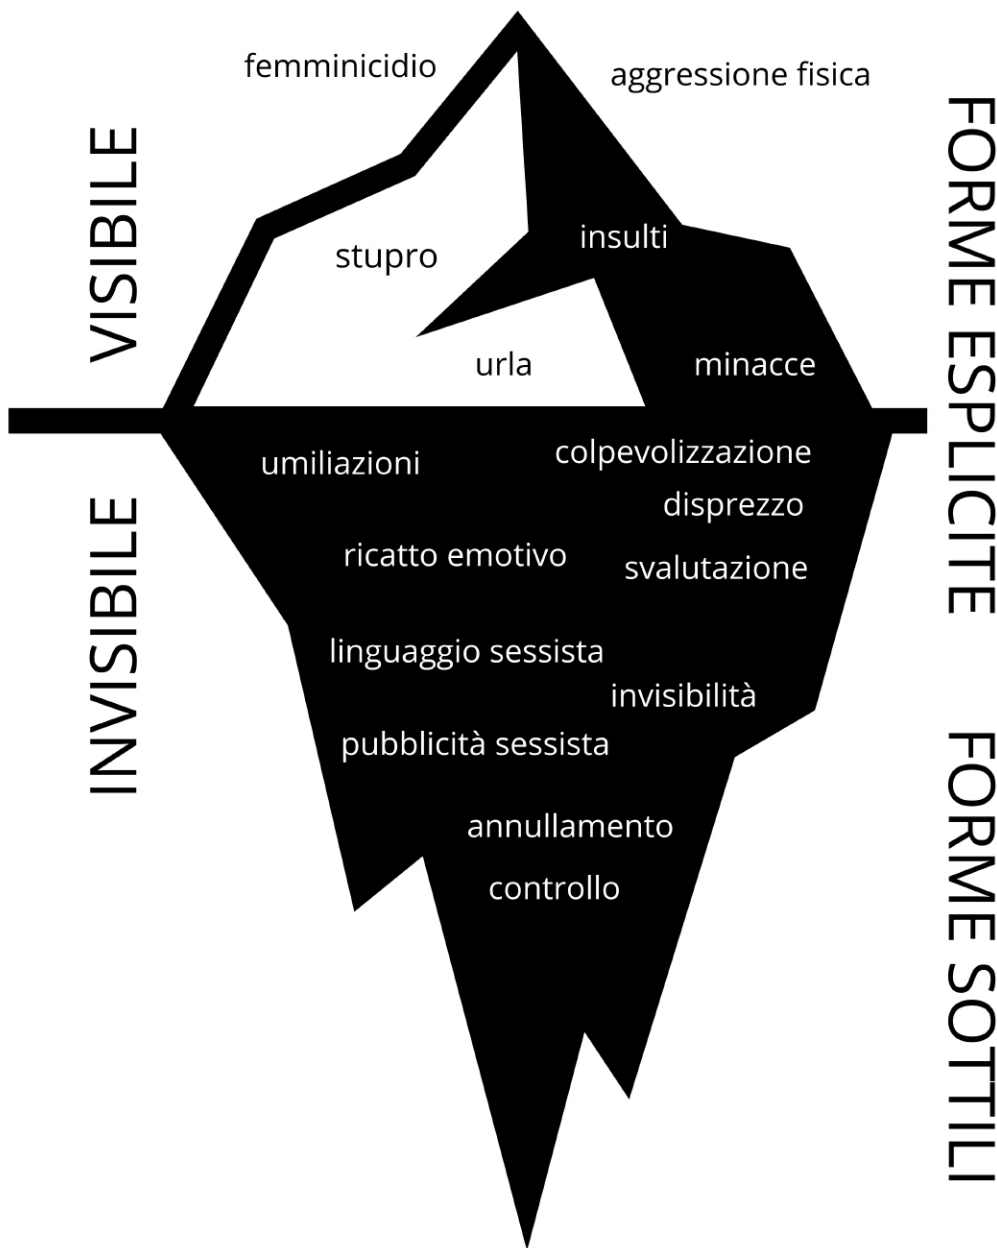 femminicidio
aggressione fisica
VISIBILE
FORME ESPLICITE
insulti
stupro
urla
minacce
umiliazioni
colpevolizzazione
disprezzo
INVISIBILE
ricatto emotivo
svalutazione
linguaggio sessista
invisibilità
pubblicità sessista
FORME SOTTILI
annullamento
controllo